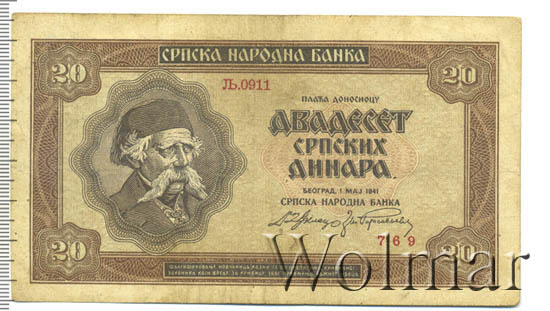 СРПСКА НАРОДНА БАНКА
20
20
Љ.0911
ПЛАЋА ДОНОСИОЦУ
ДВАДЕСЕТ
СРПСКИХ
ДИНАРА
БЕОГРАД, 1 МАЈ 1941
СРПСКА НАРОДНА БАНКА
769
20
20
Wolmar